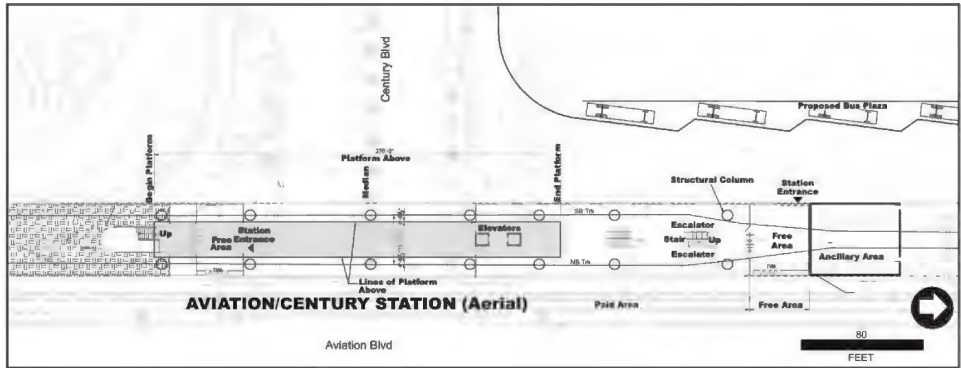 Century Blvd
Proposed Bus Plaza
270'-0"
Platform Above
Begin Platform
Median
End Platform
Structural Column
Station
Entrance
SB Trk
Up
Station
Free
Entrance
Area
Elevators
Escalator
Stair
Up
Escalator
Free
Area
Ancillary Area
NB Trk
Lines of Platform
Above
AVIATION/CENTURY STATION (Aerial)
Paid Area
Free Area
Aviation Blvd
80
FEET